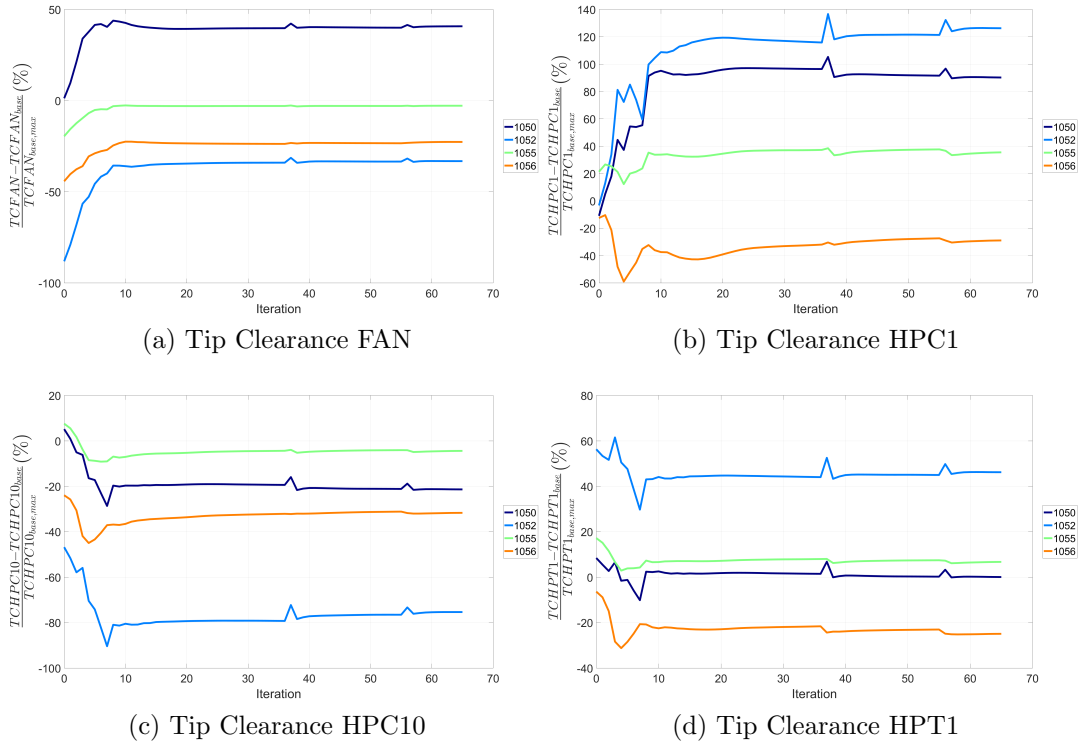 50
0
-50
-100
0 10 20 30 40 50 60 70
Iteration
TCFAN−TCFAN_base / TCFAN_base,max (%)
1050
1052
1055
1056
(a) Tip Clearance FAN
140
120
100
80
60
40
20
0
-20
-40
-60
0 10 20 30 40 50 60 70
Iteration
TCHPC1−TCHPC1_base / TCHPC1_base,max (%)
1050
1052
1055
1056
(b) Tip Clearance HPC1
20
0
-20
-40
-60
-80
-100
0 10 20 30 40 50 60 70
Iteration
TCHPC10−TCHPC10_base / TCHPC10_base,max (%)
1050
1052
1055
1056
(c) Tip Clearance HPC10
80
60
40
20
0
-20
-40
0 10 20 30 40 50 60 70
Iteration
TCHPT1−TCHPT1_base / TCHPT1_base,max (%)
1050
1052
1055
1056
(d) Tip Clearance HPT1